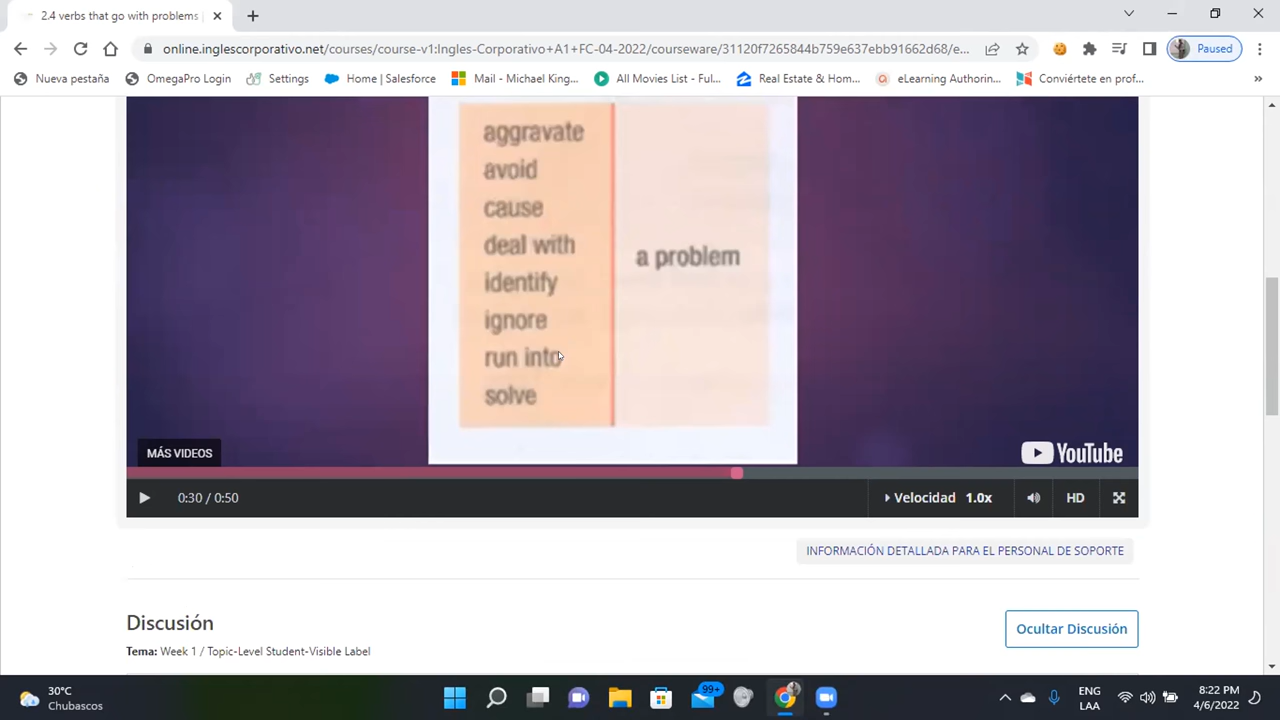 2.4 verbs that go with problems
online.inglescorporativo.net/courses/course-v1:Ingles-Corporativo+A1+FC-04-2022/courseware/31120f7265844b759e637ebb91662d68/e...
Paused
Nueva pestaña
OmegaPro Login
Settings
Home | Salesforce
Mail - Michael King...
All Movies List - Ful...
Real Estate & Hom...
eLearning Authorin...
Conviértete en prof...
»
aggravate
avoid
cause
deal with
identify
ignore
run into
solve
a problem
MÁS VIDEOS
YouTube
0:30 / 0:50
Velocidad 1.0x
HD
INFORMACIÓN DETALLADA PARA EL PERSONAL DE SOPORTE
Discusión
Ocultar Discusión
Tema: Week 1 / Topic-Level Student-Visible Label
30°C
Chubascos
99+
ENG
LAA
8:22 PM
4/6/2022